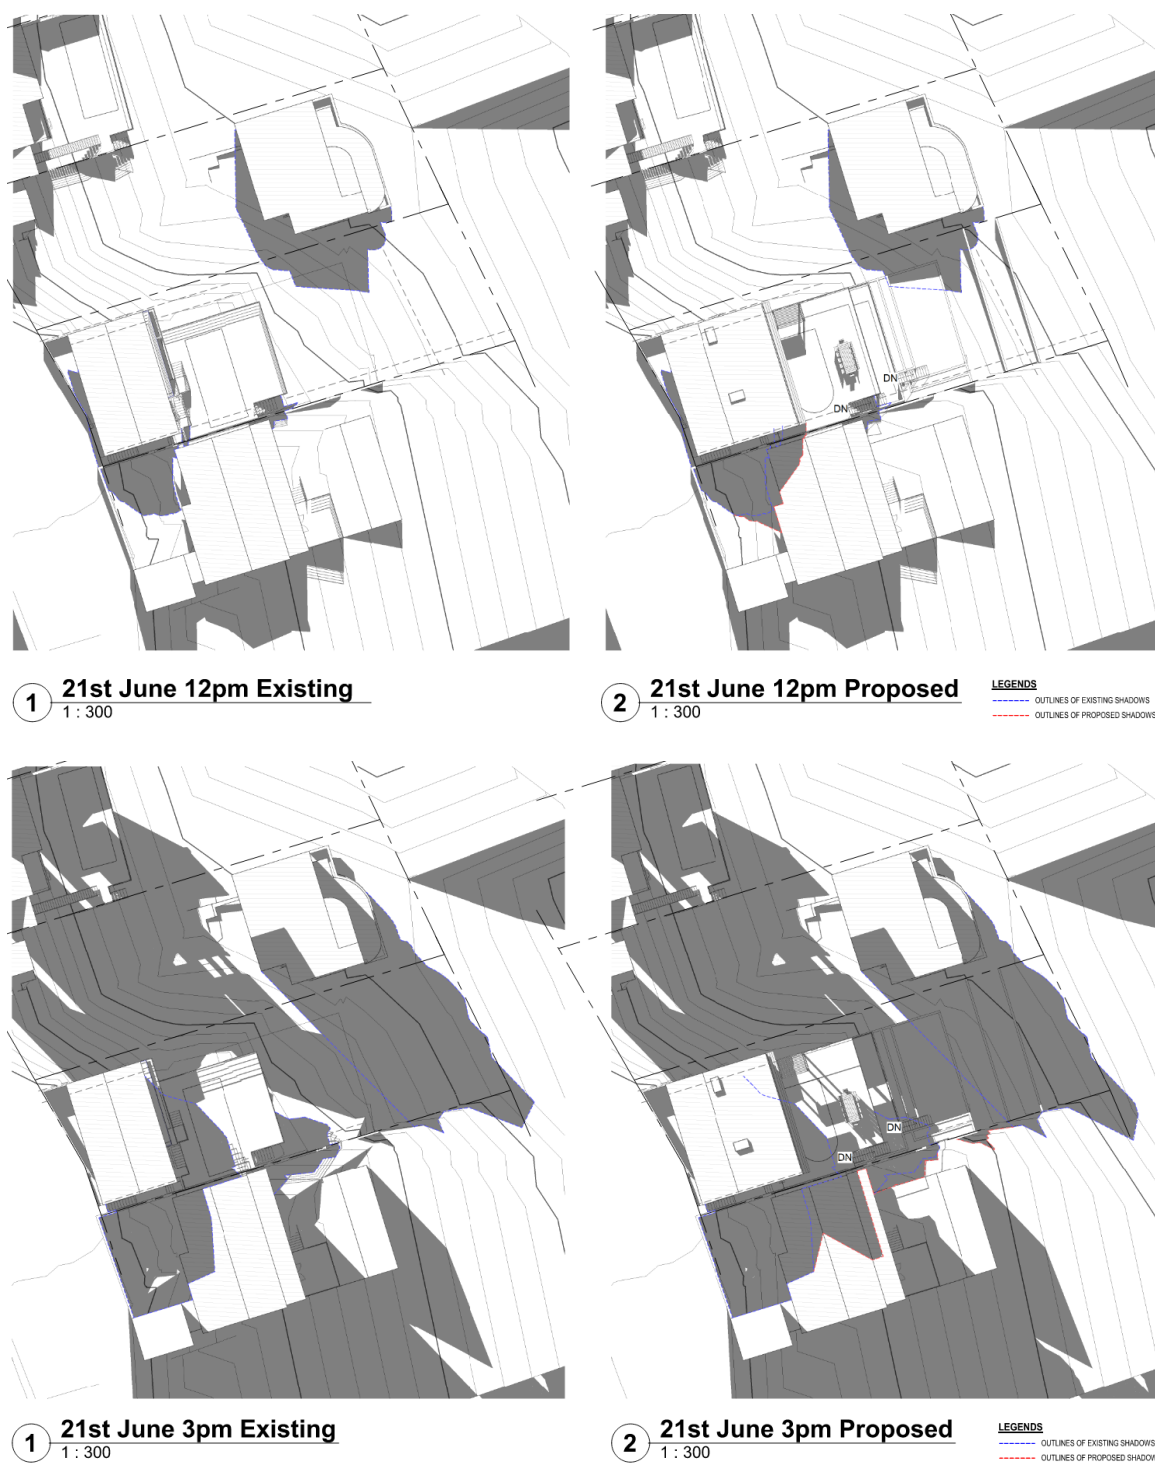 DN
DN
1
21st June 12pm Existing
1 : 300
2
21st June 12pm Proposed
1 : 300
LEGENDS
OUTLINES OF EXISTING SHADOWS
OUTLINES OF PROPOSED SHADOWS
DN
DN
1
21st June 3pm Existing
1 : 300
2
21st June 3pm Proposed
1 : 300
LEGENDS
OUTLINES OF EXISTING SHADOWS
OUTLINES OF PROPOSED SHADOW